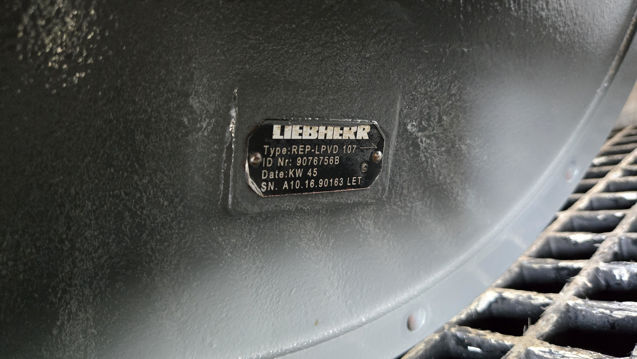 LIEBHERR
Type:REP-LPVD 107
ID Nr: 9076756B
Date:KW 45
SN. A10.16.90163 LET